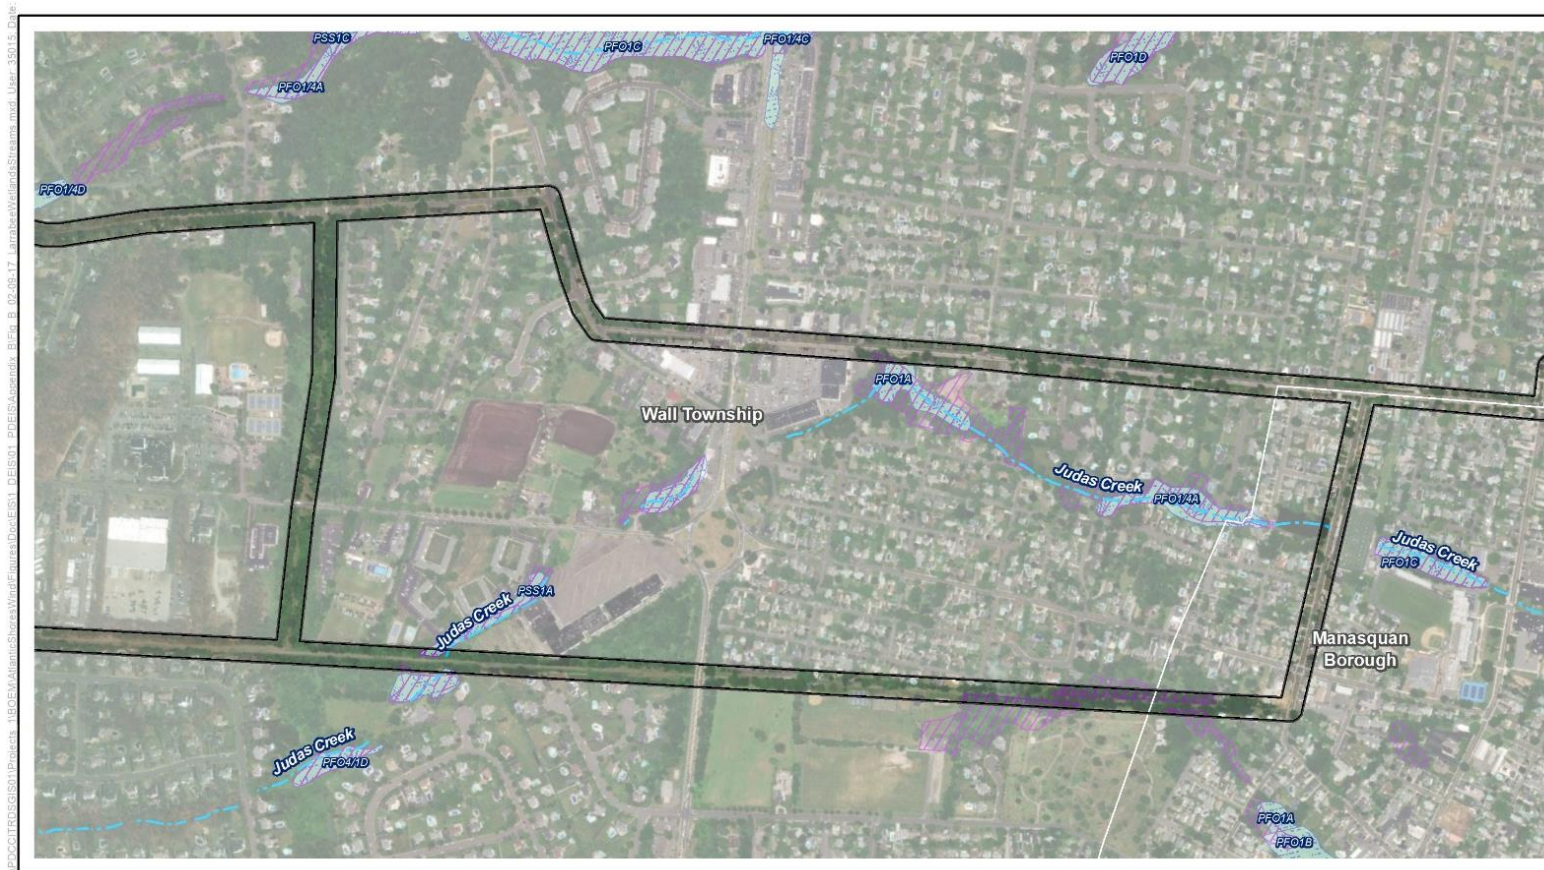 PSS1C
PFO1C
PFO1/4C
PFO1D
PFO1/4A
PFO1/4D
PFO1A
Wall Township
Judas Creek
PFO1/4A
Judas Creek
PFO1C
PSS1A
Judas Creek
Manasquan
Borough
Judas Creek
PFO4/1D
PFO1A
PFO1B